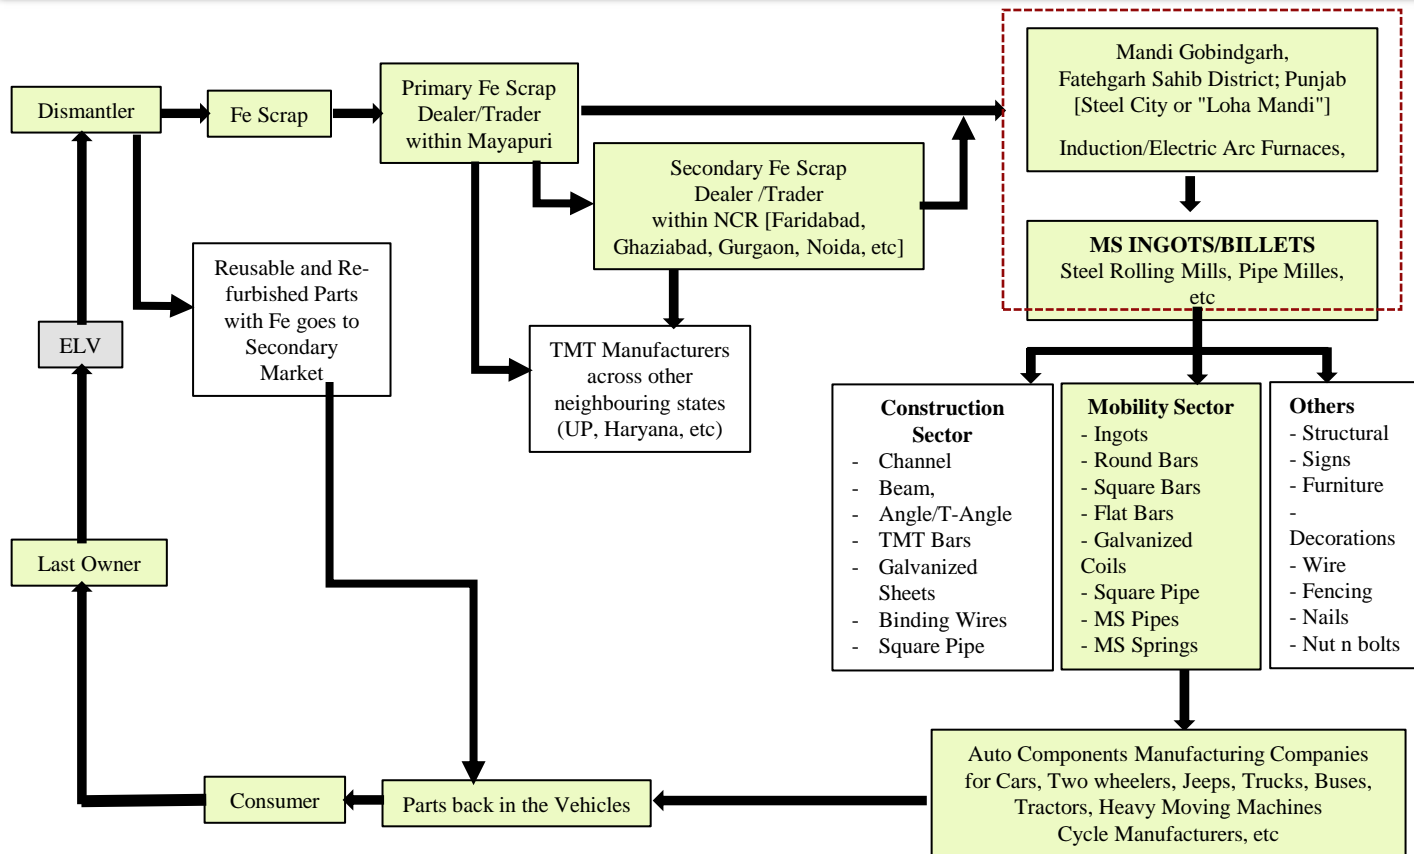 Mandi Gobindgarh,
Fatehgarh Sahib District; Punjab
[Steel City or "Loha Mandi"]
Induction/Electric Arc Furnaces,
Dismantler
Fe Scrap
Primary Fe Scrap
Dealer/Trader
within Mayapuri
Secondary Fe Scrap
Dealer /Trader
within NCR [Faridabad,
Ghaziabad, Gurgaon, Noida, etc]
MS INGOTS/BILLETS
Steel Rolling Mills, Pipe Milles,
etc
Reusable and Re-
furbished Parts
with Fe goes to
Secondary
Market
ELV
TMT Manufacturers
across other
neighbouring states
(UP, Haryana, etc)
Construction
Sector
- Channel
- Beam,
- Angle/T-Angle
- TMT Bars
- Galvanized
Sheets
- Binding Wires
- Square Pipe
Mobility Sector
- Ingots
- Round Bars
- Square Bars
- Flat Bars
- Galvanized
Coils
- Square Pipe
- MS Pipes
- MS Springs
Others
- Structural
- Signs
- Furniture
-
Decorations
- Wire
- Fencing
- Nails
- Nut n bolts
Last Owner
Auto Components Manufacturing Companies
for Cars, Two wheelers, Jeeps, Trucks, Buses,
Tractors, Heavy Moving Machines
Cycle Manufacturers, etc
Parts back in the Vehicles
Consumer